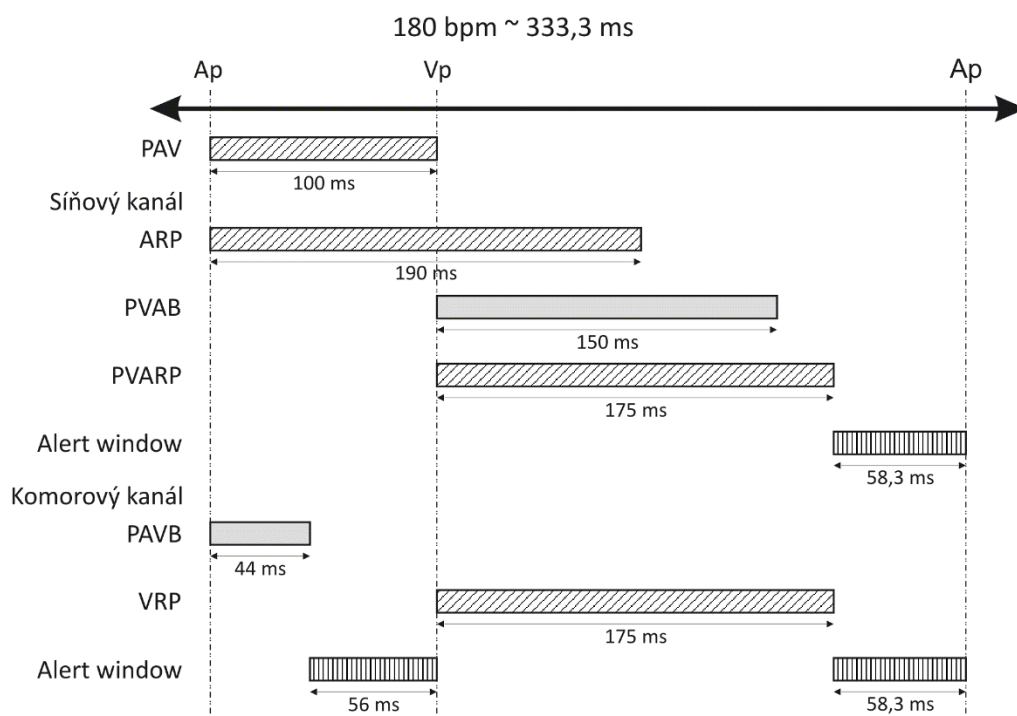 180 bpm ~ 333,3 ms
Ap Vp Ap
PAV
100 ms
Síňový kanál
ARP
190 ms
PVAB
150 ms
PVARP
175 ms
Alert window
58,3 ms
Komorový kanál
PAVB
44 ms
VRP
175 ms
Alert window
56 ms 58,3 ms